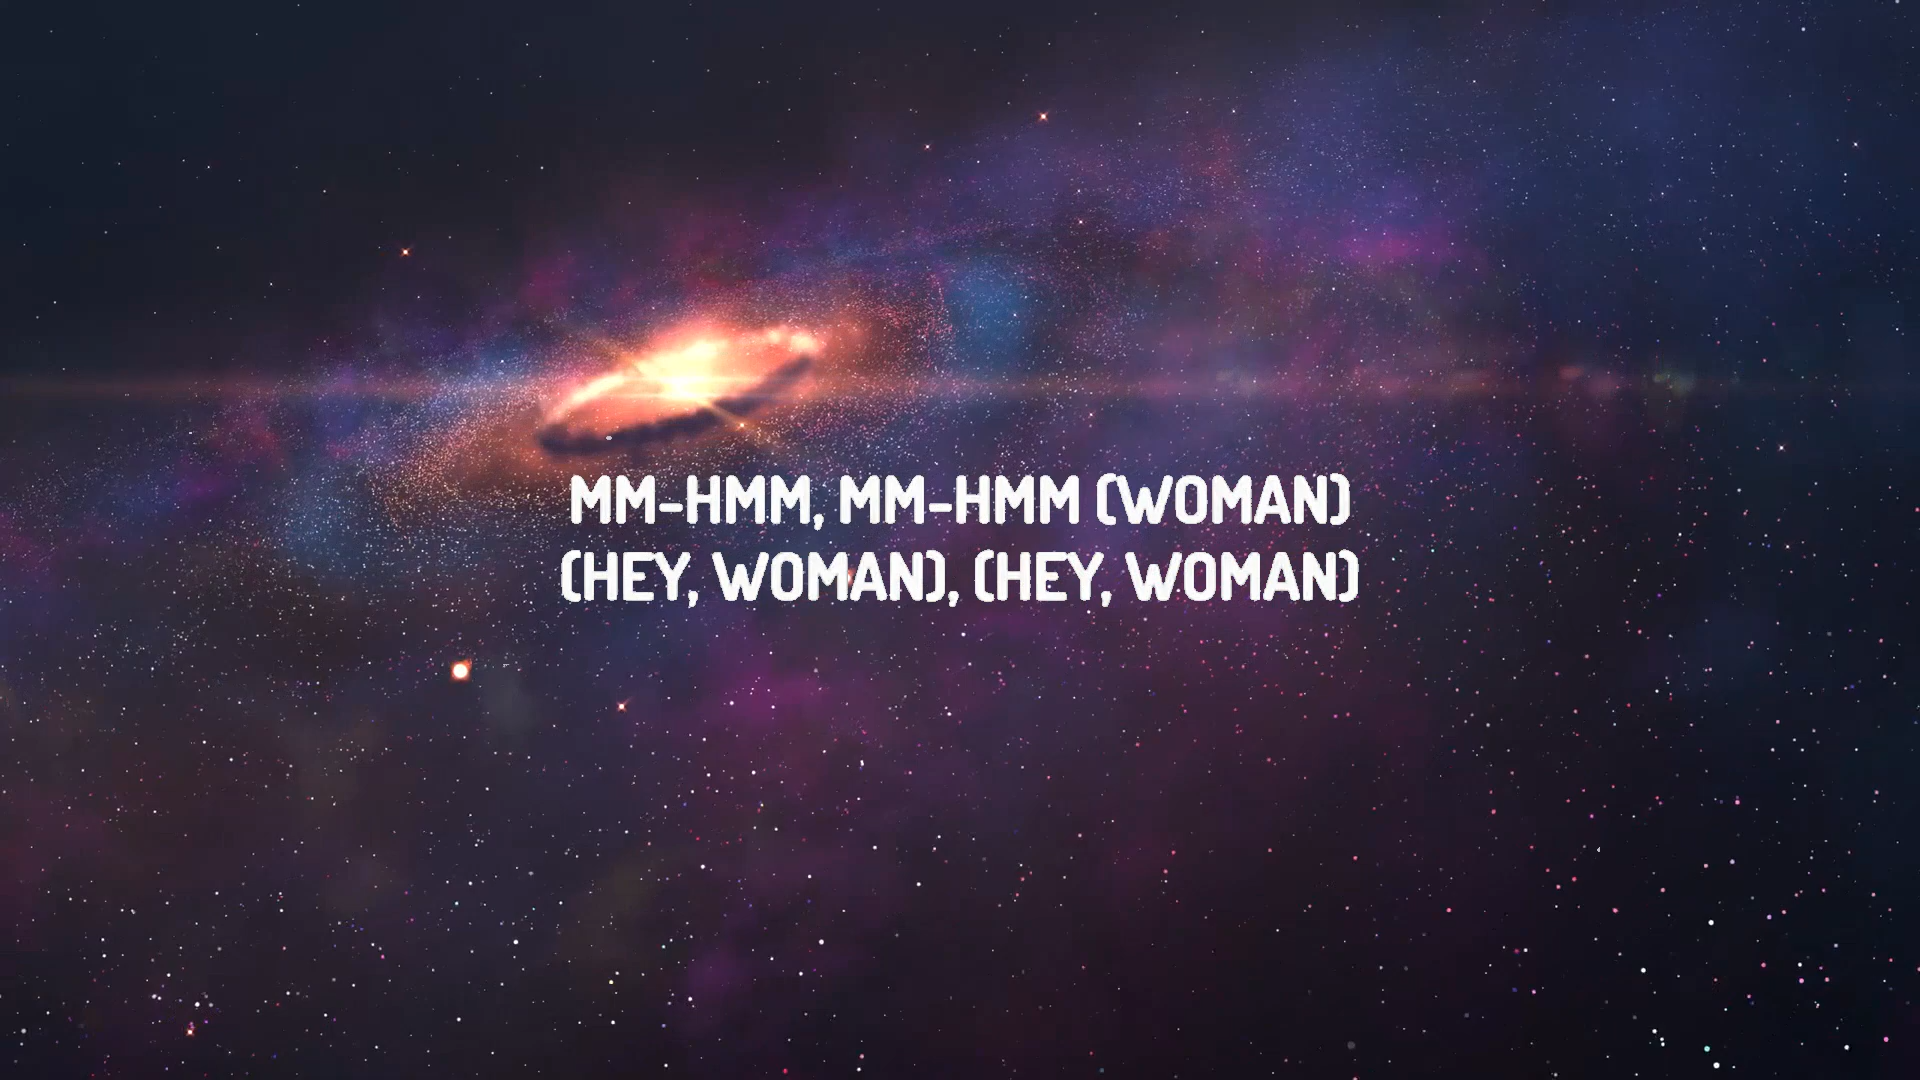 MM-HMM, MM-HMM (WOMAN)
(HEY, WOMAN), (HEY, WOMAN)